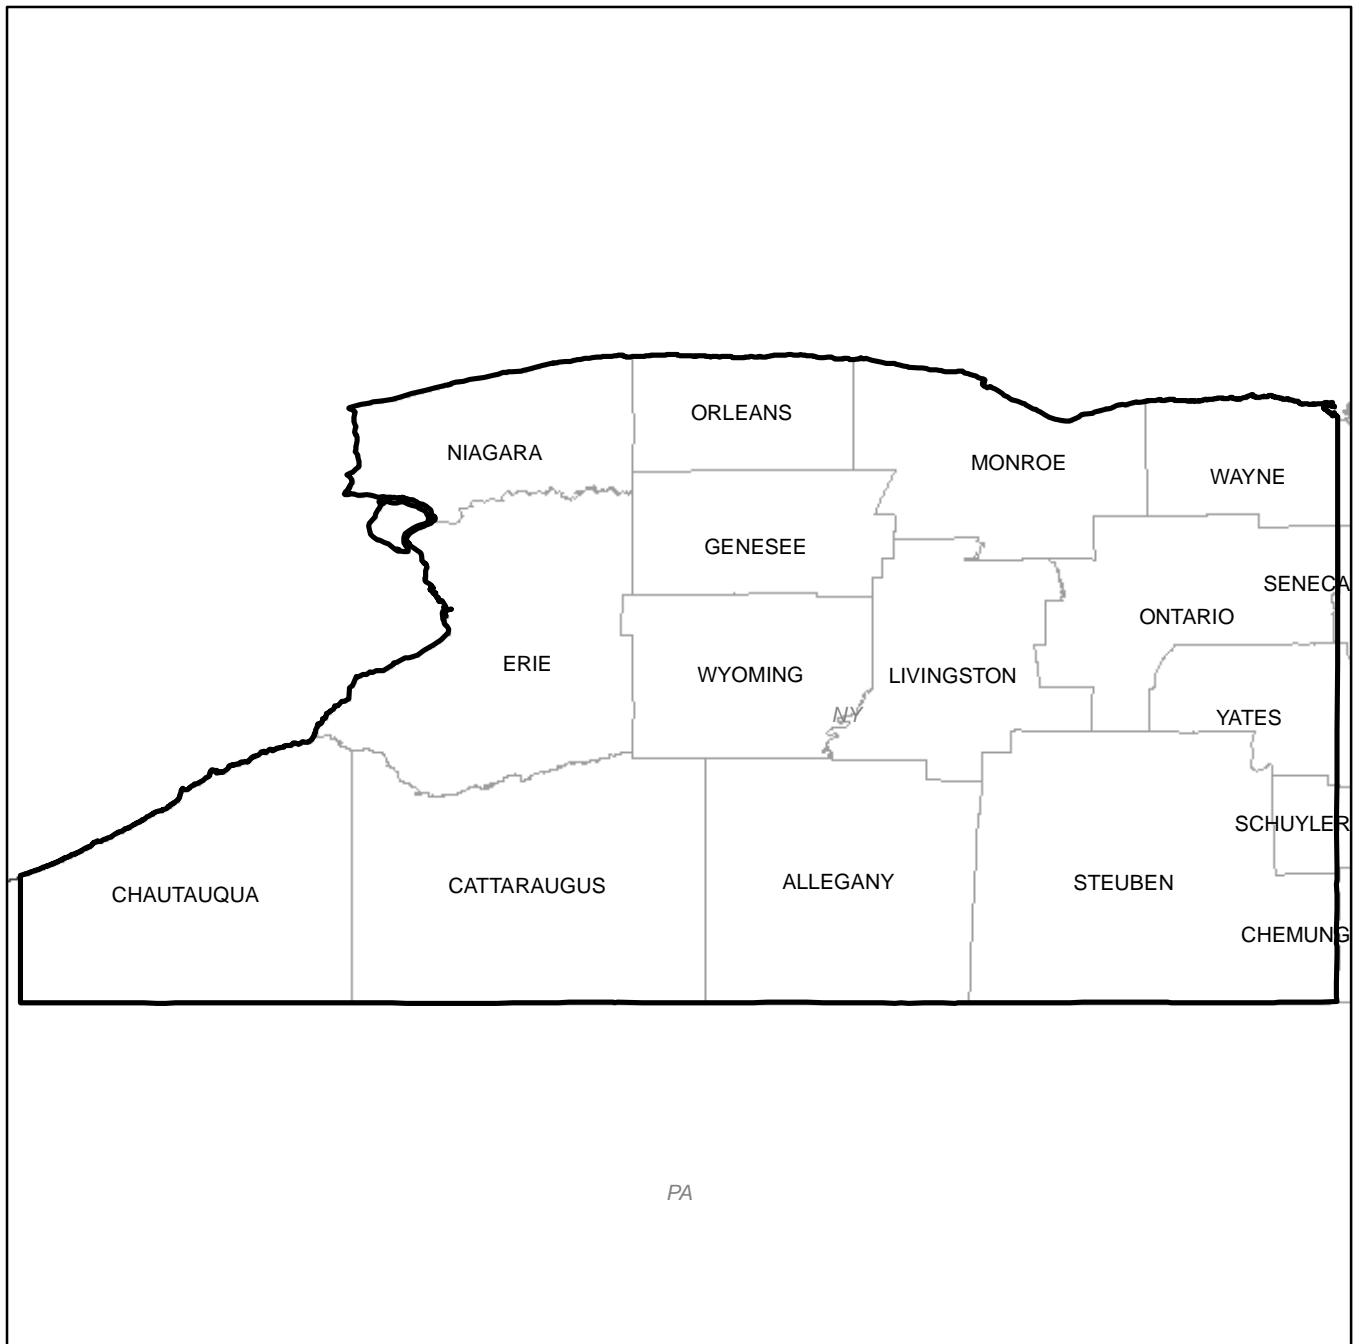 ORLEANS
NIAGARA
MONROE
WAYNE
GENESEE
SENECA
ONTARIO
ERIE
WYOMING
LIVINGSTON
NY
YATES
SCHUYLER
CHAUTAUQUA
CATTARAUGUS
ALLEGANY
STEUBEN
CHEMUNG
PA